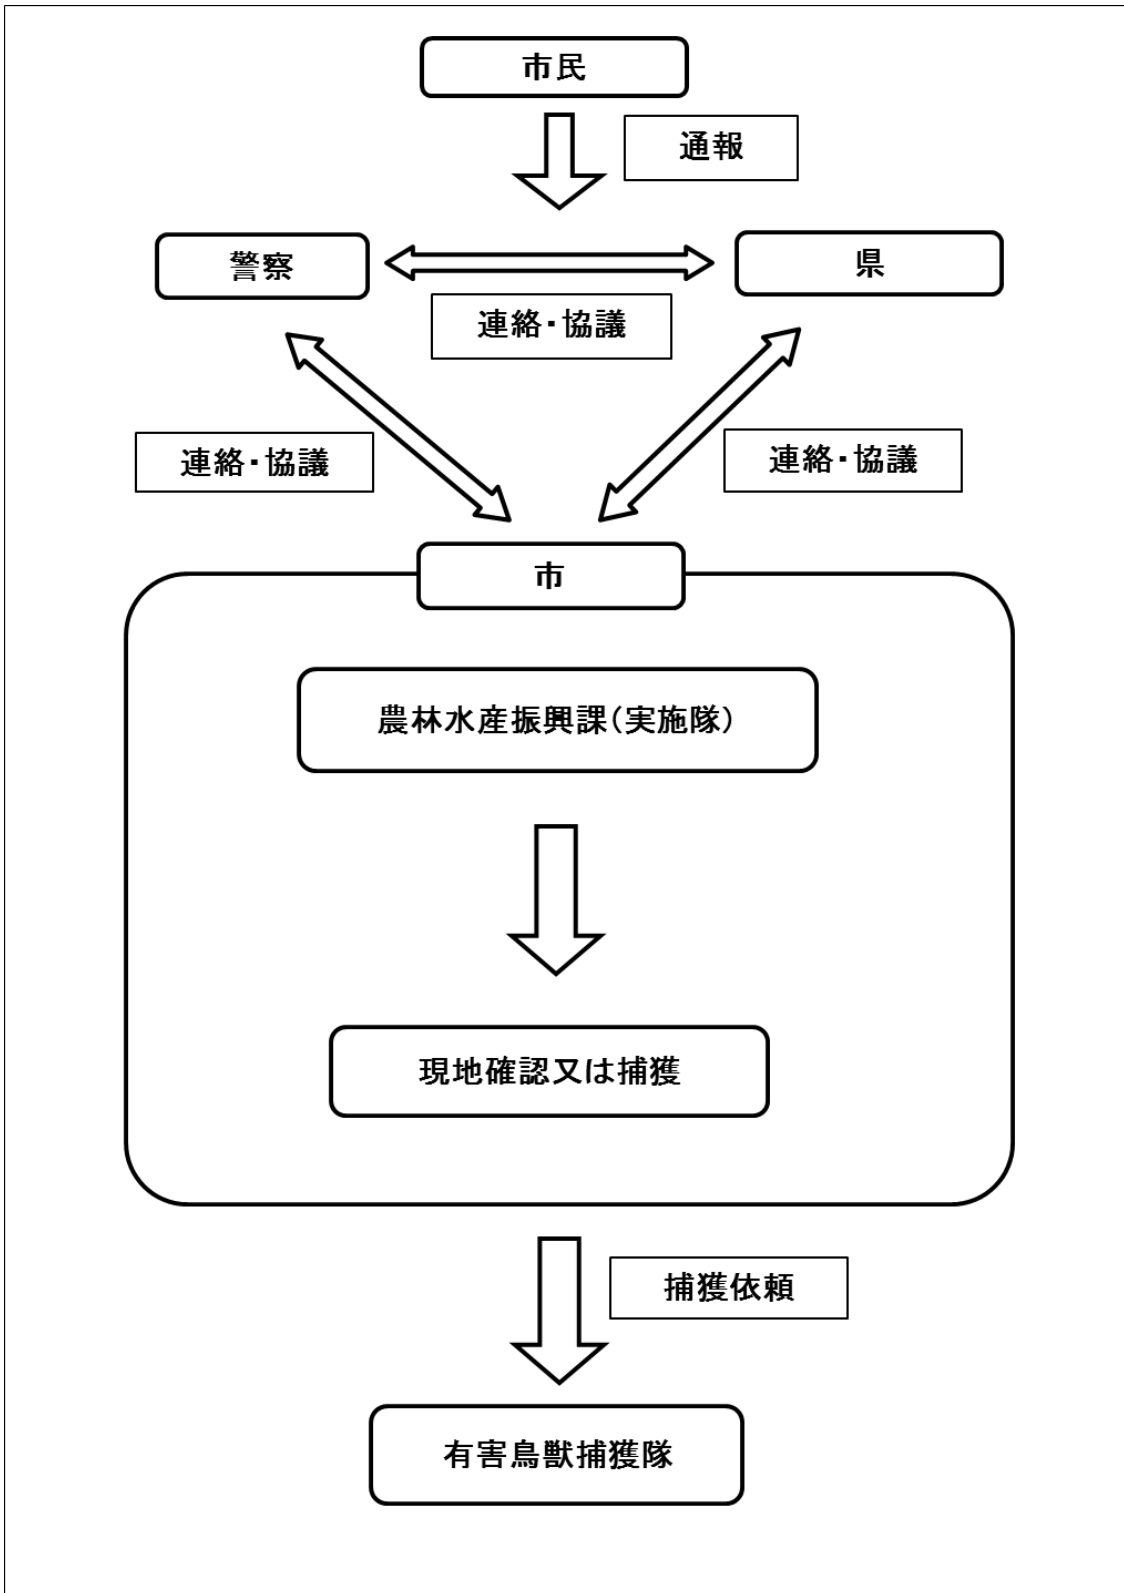 市民
通報
警察
県
連絡・協議
連絡・協議
連絡・協議
市
農林水産振興課(実施隊)
現地確認又は捕獲
捕獲依頼
有害鳥獣捕獲隊